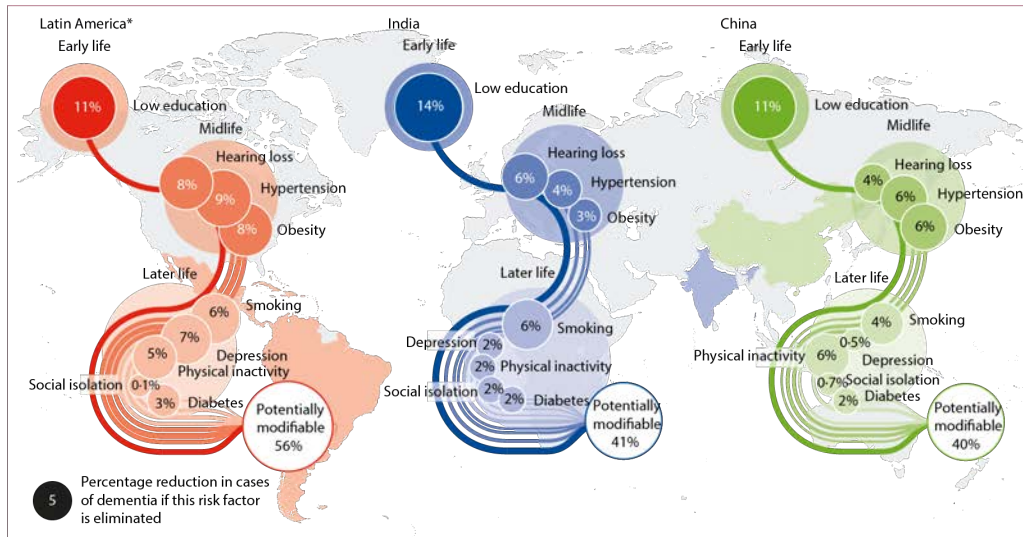 Latin America*
Early life
11%
Low education
Midlife
Hearing loss
8%
Hypertension
9%
8%
Obesity
Later life
Smoking
6%
7%
Depression
5%
Physical inactivity
Social isolation
0·1%
3%
Diabetes
Potentially
modifiable
56%
India
Early life
14%
Low education
Midlife
Hearing loss
6%
Hypertension
4%
3%
Obesity
Later life
6%
Smoking
Depression
2%
2%
Physical inactivity
Social isolation
2%
2%
Diabetes
Potentially
modifiable
41%
China
Early life
11%
Low education
Midlife
Hearing loss
4%
Hypertension
6%
6%
Obesity
Later life
Smoking
4%
0·5%
Physical inactivity
6%
Depression
0·7%
Social isolation
Diabetes
2%
Potentially
modifiable
40%
5
Percentage reduction in cases
of dementia if this risk factor
is eliminated